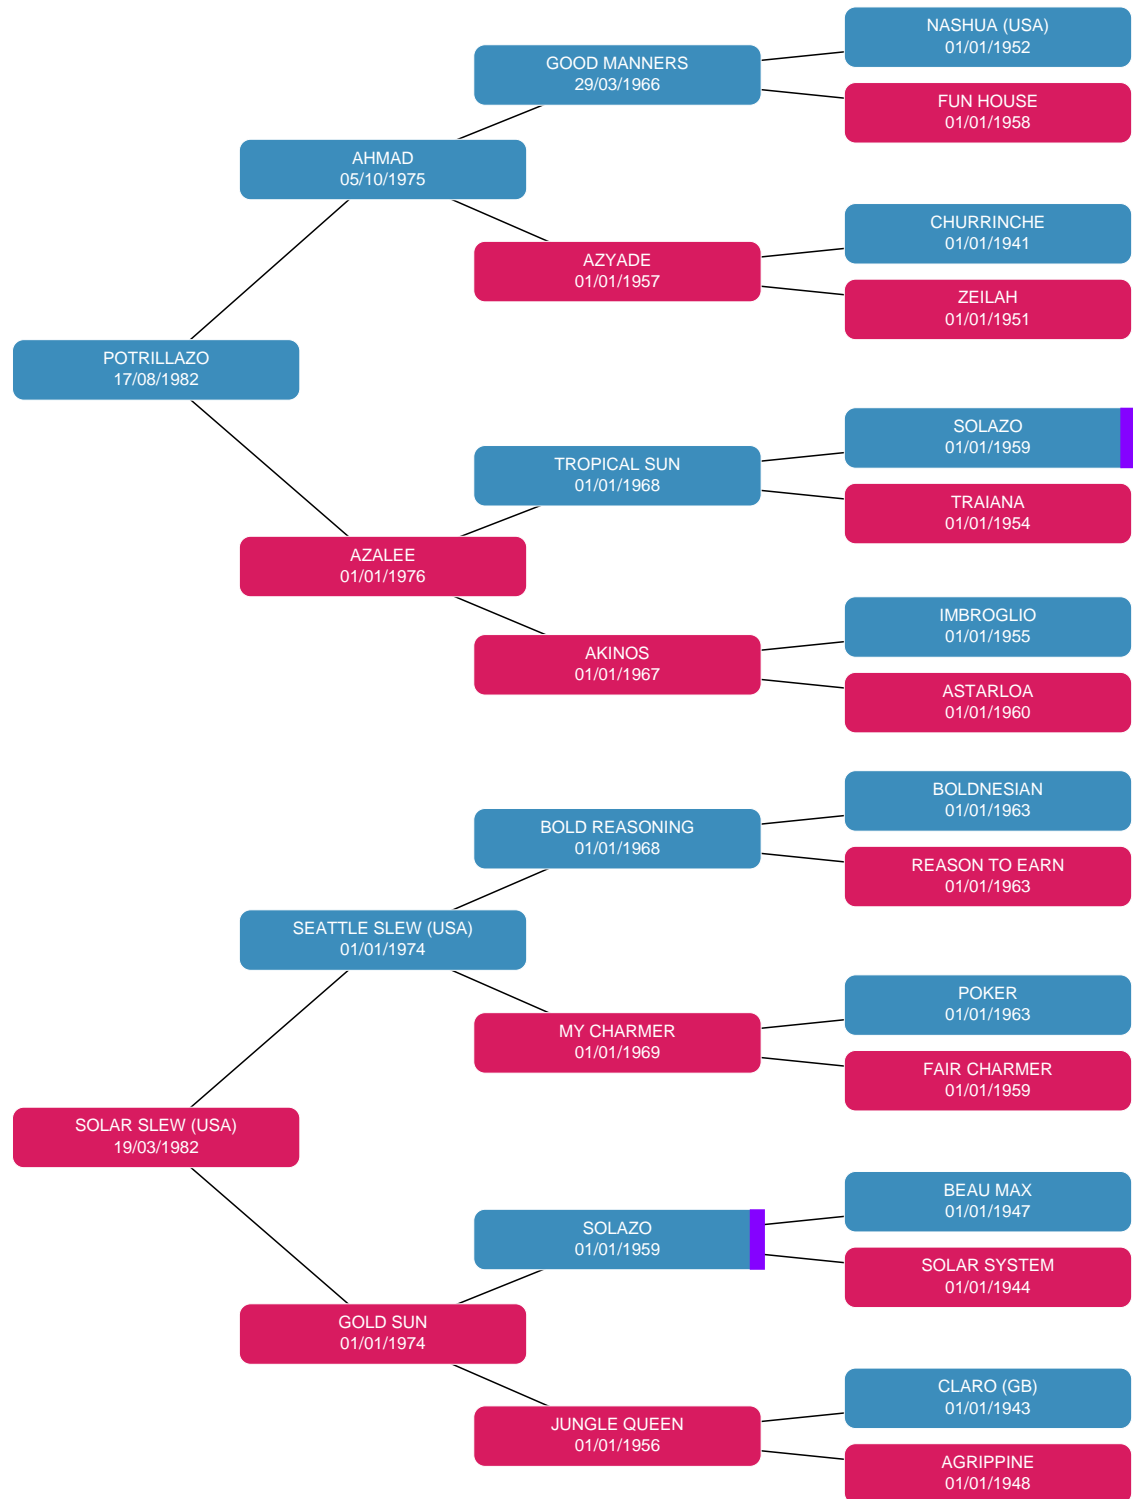 NASHUA (USA)
01/01/1952
GOOD MANNERS
29/03/1966
FUN HOUSE
01/01/1958
AHMAD
05/10/1975
CHURRINCHE
01/01/1941
AZYADE
01/01/1957
ZEILAH
01/01/1951
POTRILLAZO
17/08/1982
SOLAZO
01/01/1959
TROPICAL SUN
01/01/1968
TRAIANA
01/01/1954
AZALEE
01/01/1976
IMBROGLIO
01/01/1955
AKINOS
01/01/1967
ASTARLOA
01/01/1960
BOLDNESIAN
01/01/1963
BOLD REASONING
01/01/1968
REASON TO EARN
01/01/1963
SEATTLE SLEW (USA)
01/01/1974
POKER
01/01/1963
MY CHARMER
01/01/1969
FAIR CHARMER
01/01/1959
SOLAR SLEW (USA)
19/03/1982
BEAU MAX
01/01/1947
SOLAZO
01/01/1959
SOLAR SYSTEM
01/01/1944
GOLD SUN
01/01/1974
CLARO (GB)
01/01/1943
JUNGLE QUEEN
01/01/1956
AGRIPPINE
01/01/1948